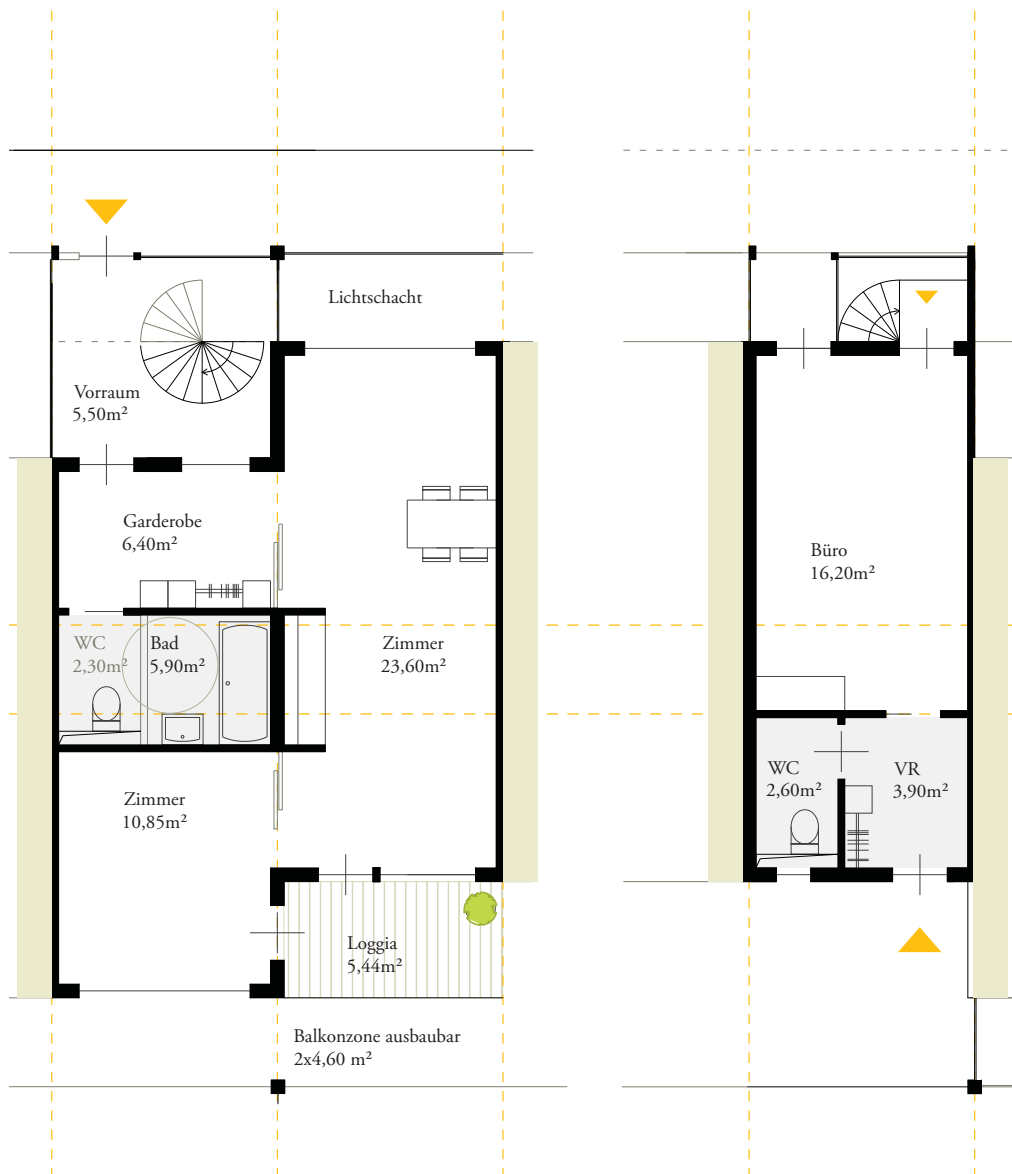 Lichtschacht
Vorraum
5,50m²
Garderobe
6,40m²
WC
2,30m²
Bad
5,90m²
Zimmer
23,60m²
Zimmer
10,85m²
Loggia
5,44m²
Balkonzone ausbaubar
2x4,60 m²
Büro
16,20m²
WC
2,60m²
VR
3,90m²